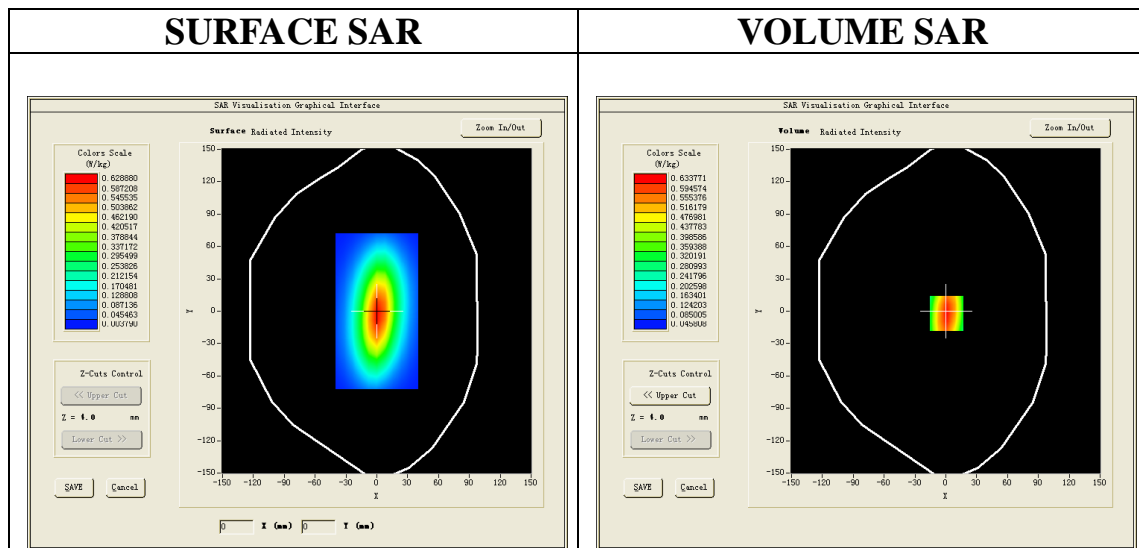 SURFACE SAR
VOLUME SAR
SAR Visualisation Graphical Interface
Surface Radiated Intensity
Zoom In/Out
Colors Scale
(W/kg)
0.628880
0.587208
0.545535
0.503862
0.462190
0.420517
0.378844
0.337172
0.295499
0.253826
0.212154
0.170481
0.128808
0.087136
0.045463
0.003790
150
120
90
60
30
0
-30
-60
-90
-120
-150
Y
-150 -120 -90 -60 -30 0 30 60 90 120 150
X
Z-Cuts Control
<< Upper Cut
Z = 4.0 mm
Lower Cut >>
SAVE Cancel
0 X (mm) 0 Y (mm)
SAR Visualisation Graphical Interface
Volume Radiated Intensity
Zoom In/Out
Colors Scale
(W/kg)
0.633771
0.594574
0.555376
0.516179
0.476981
0.437783
0.398586
0.359388
0.320191
0.280993
0.241796
0.202598
0.163401
0.124203
0.085005
0.045808
150
120
90
60
30
0
-30
-60
-90
-120
-150
Y
-150 -120 -90 -60 -30 0 30 60 90 120 150
X
Z-Cuts Control
<< Upper Cut
Z = 4.0 mm
Lower Cut >>
SAVE Cancel